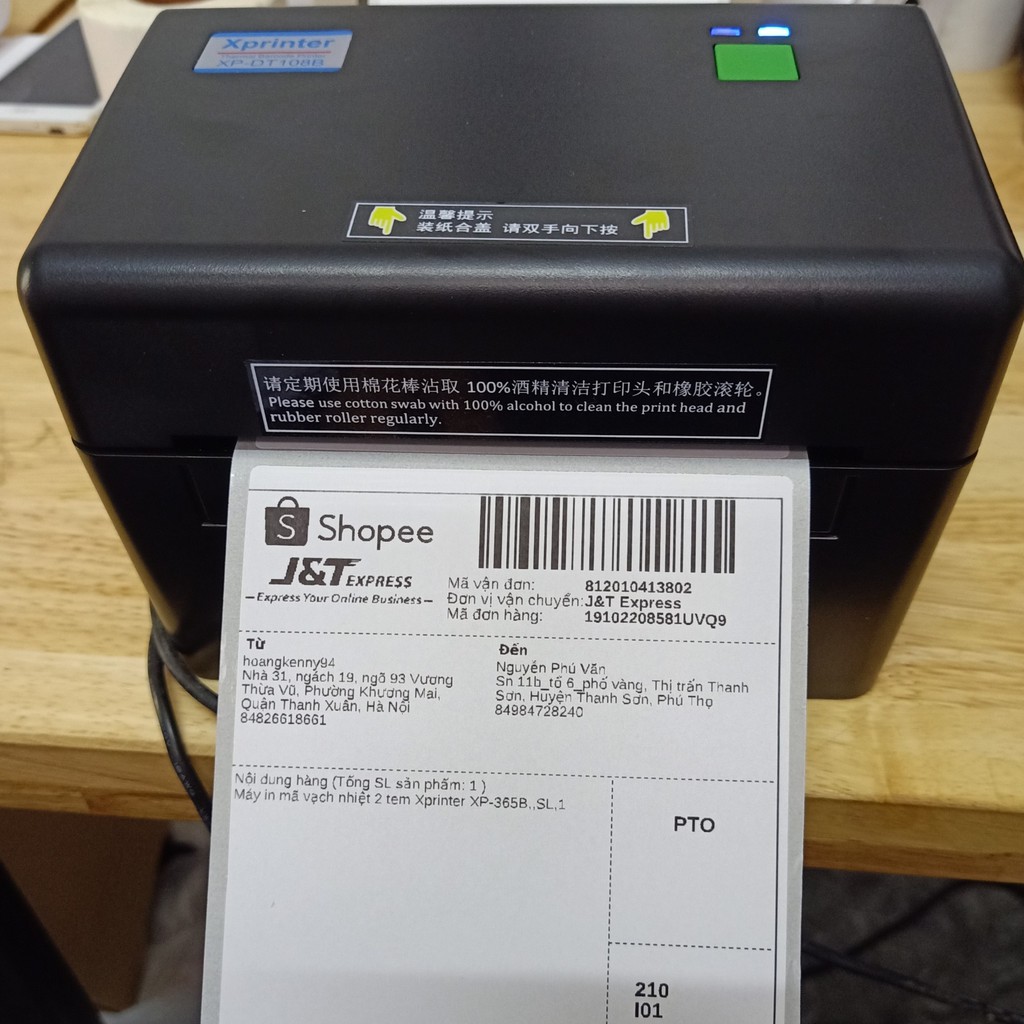 Xprinter
XP-DT108B
温馨提示
装纸合盖 请双手向下按
请定期使用棉花棒沾取 100%酒精清洁打印头和橡胶滚轮。
Please use cotton swab with 100% alcohol to clean the print head and
rubber roller regularly.
S Shopee
J&T EXPRESS
Express Your Online Business
Mã vận đơn: 812010413802
Đơn vị vận chuyển: J&T Express
Mã đơn hàng: 19102208581UVQ9
Từ
hoangkenny94
Nhà 31, ngách 19, ngõ 93 Vương
Thừa Vũ, Phường Khương Mai,
Quận Thanh Xuân, Hà Nội
84826618661
Đến
Nguyễn Phú Văn
Sn 11b_tổ 6_phố vàng, Thị trấn Thanh
Sơn, Huyện Thanh Sơn, Phú Thọ
84984728240
Nội dung hàng (Tổng SL sản phẩm: 1 )
Máy in mã vạch nhiệt 2 tem Xprinter XP-365B,,SL,1
PTO
210
I01